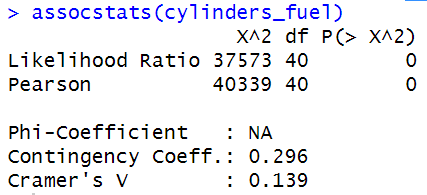 > assocstats(cylinders_fuel)
X^2 df P(> X^2)
Likelihood Ratio 37573 40 0
Pearson 40339 40 0
Phi-Coefficient : NA
Contingency Coeff.: 0.296
Cramer's V : 0.139